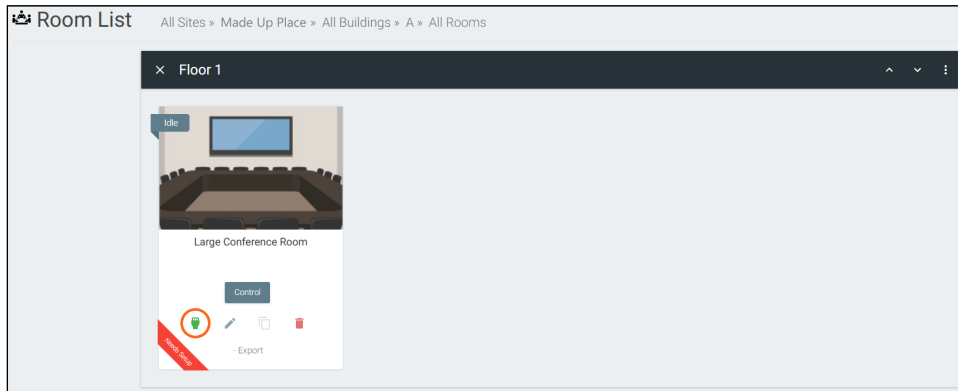 Room List
All Sites » Made Up Place » All Buildings » A » All Rooms
× Floor 1
Idle
Large Conference Room
Control
Needs Setup
- Export